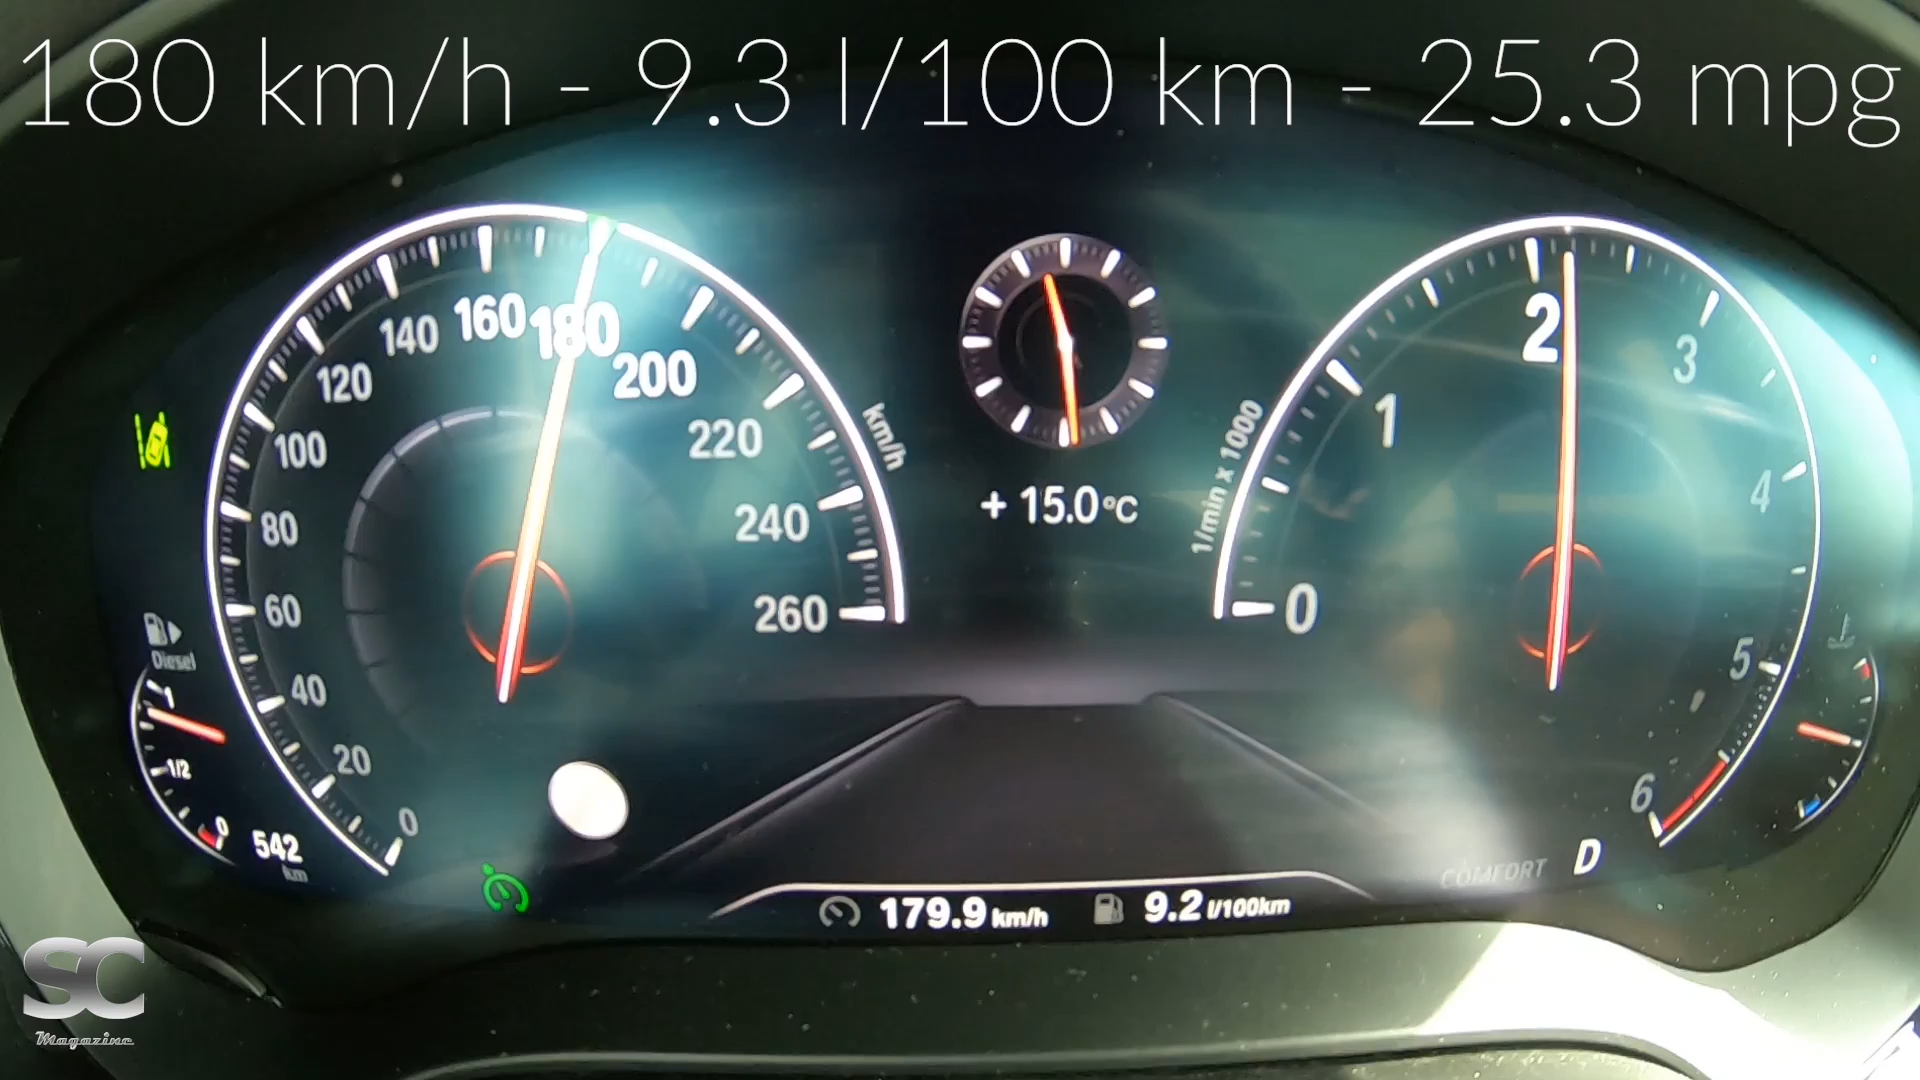 180 km/h - 9.3 l/100 km - 25.3 mpg
0
20
40
60
80
100
120
140
160
180
200
220
240
260
km/h
Diesel
1
1/2
0
542
km
+ 15.0°C
1/min x 1000
0
1
2
3
4
5
6
COMFORT D
179.9 km/h 9.2 l/100km
SC
Magazine